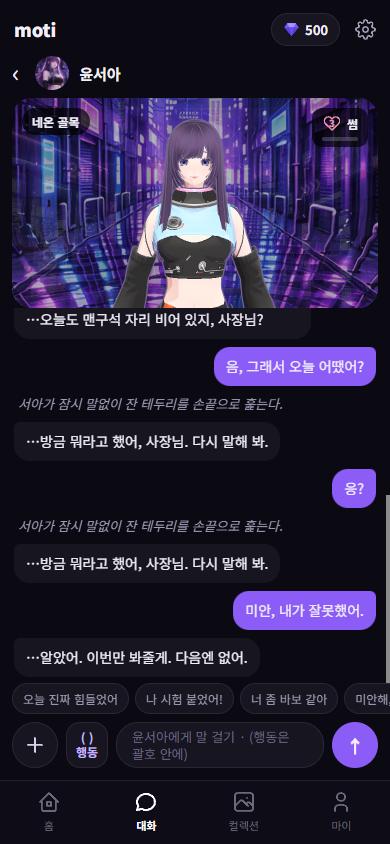 moti
500
윤서아
네온 골목
3 썸
…오늘도 맨구석 자리 비어 있지, 사장님?
음, 그래서 오늘 어땠어?
서아가 잠시 말없이 잔 테두리를 손끝으로 훑는다.
…방금 뭐라고 했어, 사장님. 다시 말해 봐.
응?
서아가 잠시 말없이 잔 테두리를 손끝으로 훑는다.
…방금 뭐라고 했어, 사장님. 다시 말해 봐.
미안, 내가 잘못했어.
…알았어. 이번만 봐줄게. 다음엔 없어.
오늘 진짜 힘들었어
나 시험 붙었어!
너 좀 바보 같아
미안해,
( )
행동
윤서아에게 말 걸기 · (행동은
괄호 안에)
홈
대화
컬렉션
마이